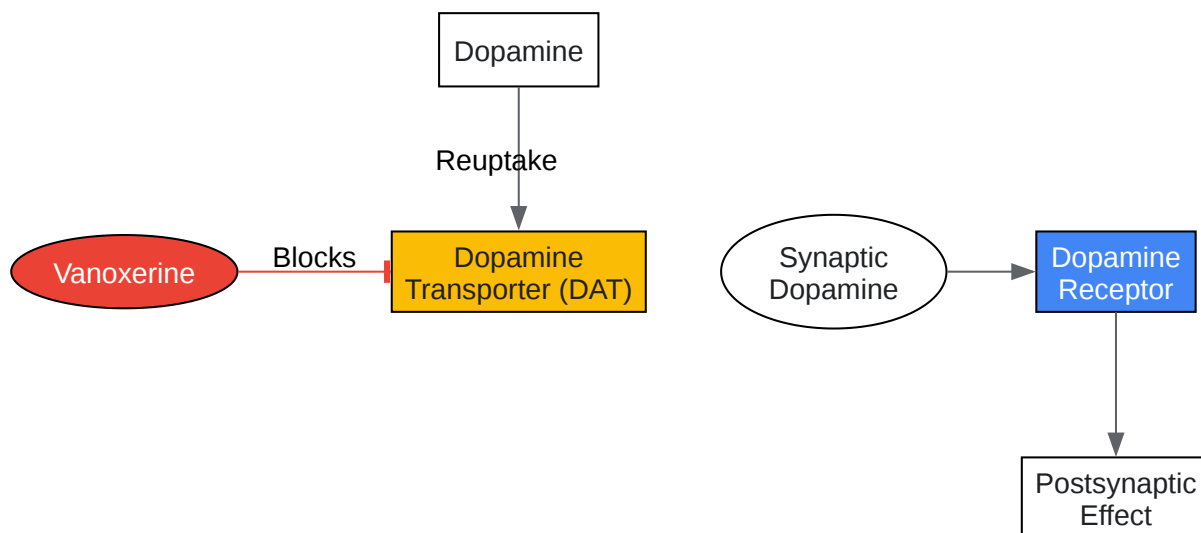 Dopamine
Reuptake
Vanoxerine
Blocks
Dopamine
Transporter (DAT)
Synaptic
Dopamine
Dopamine
Receptor
Postsynaptic
Effect